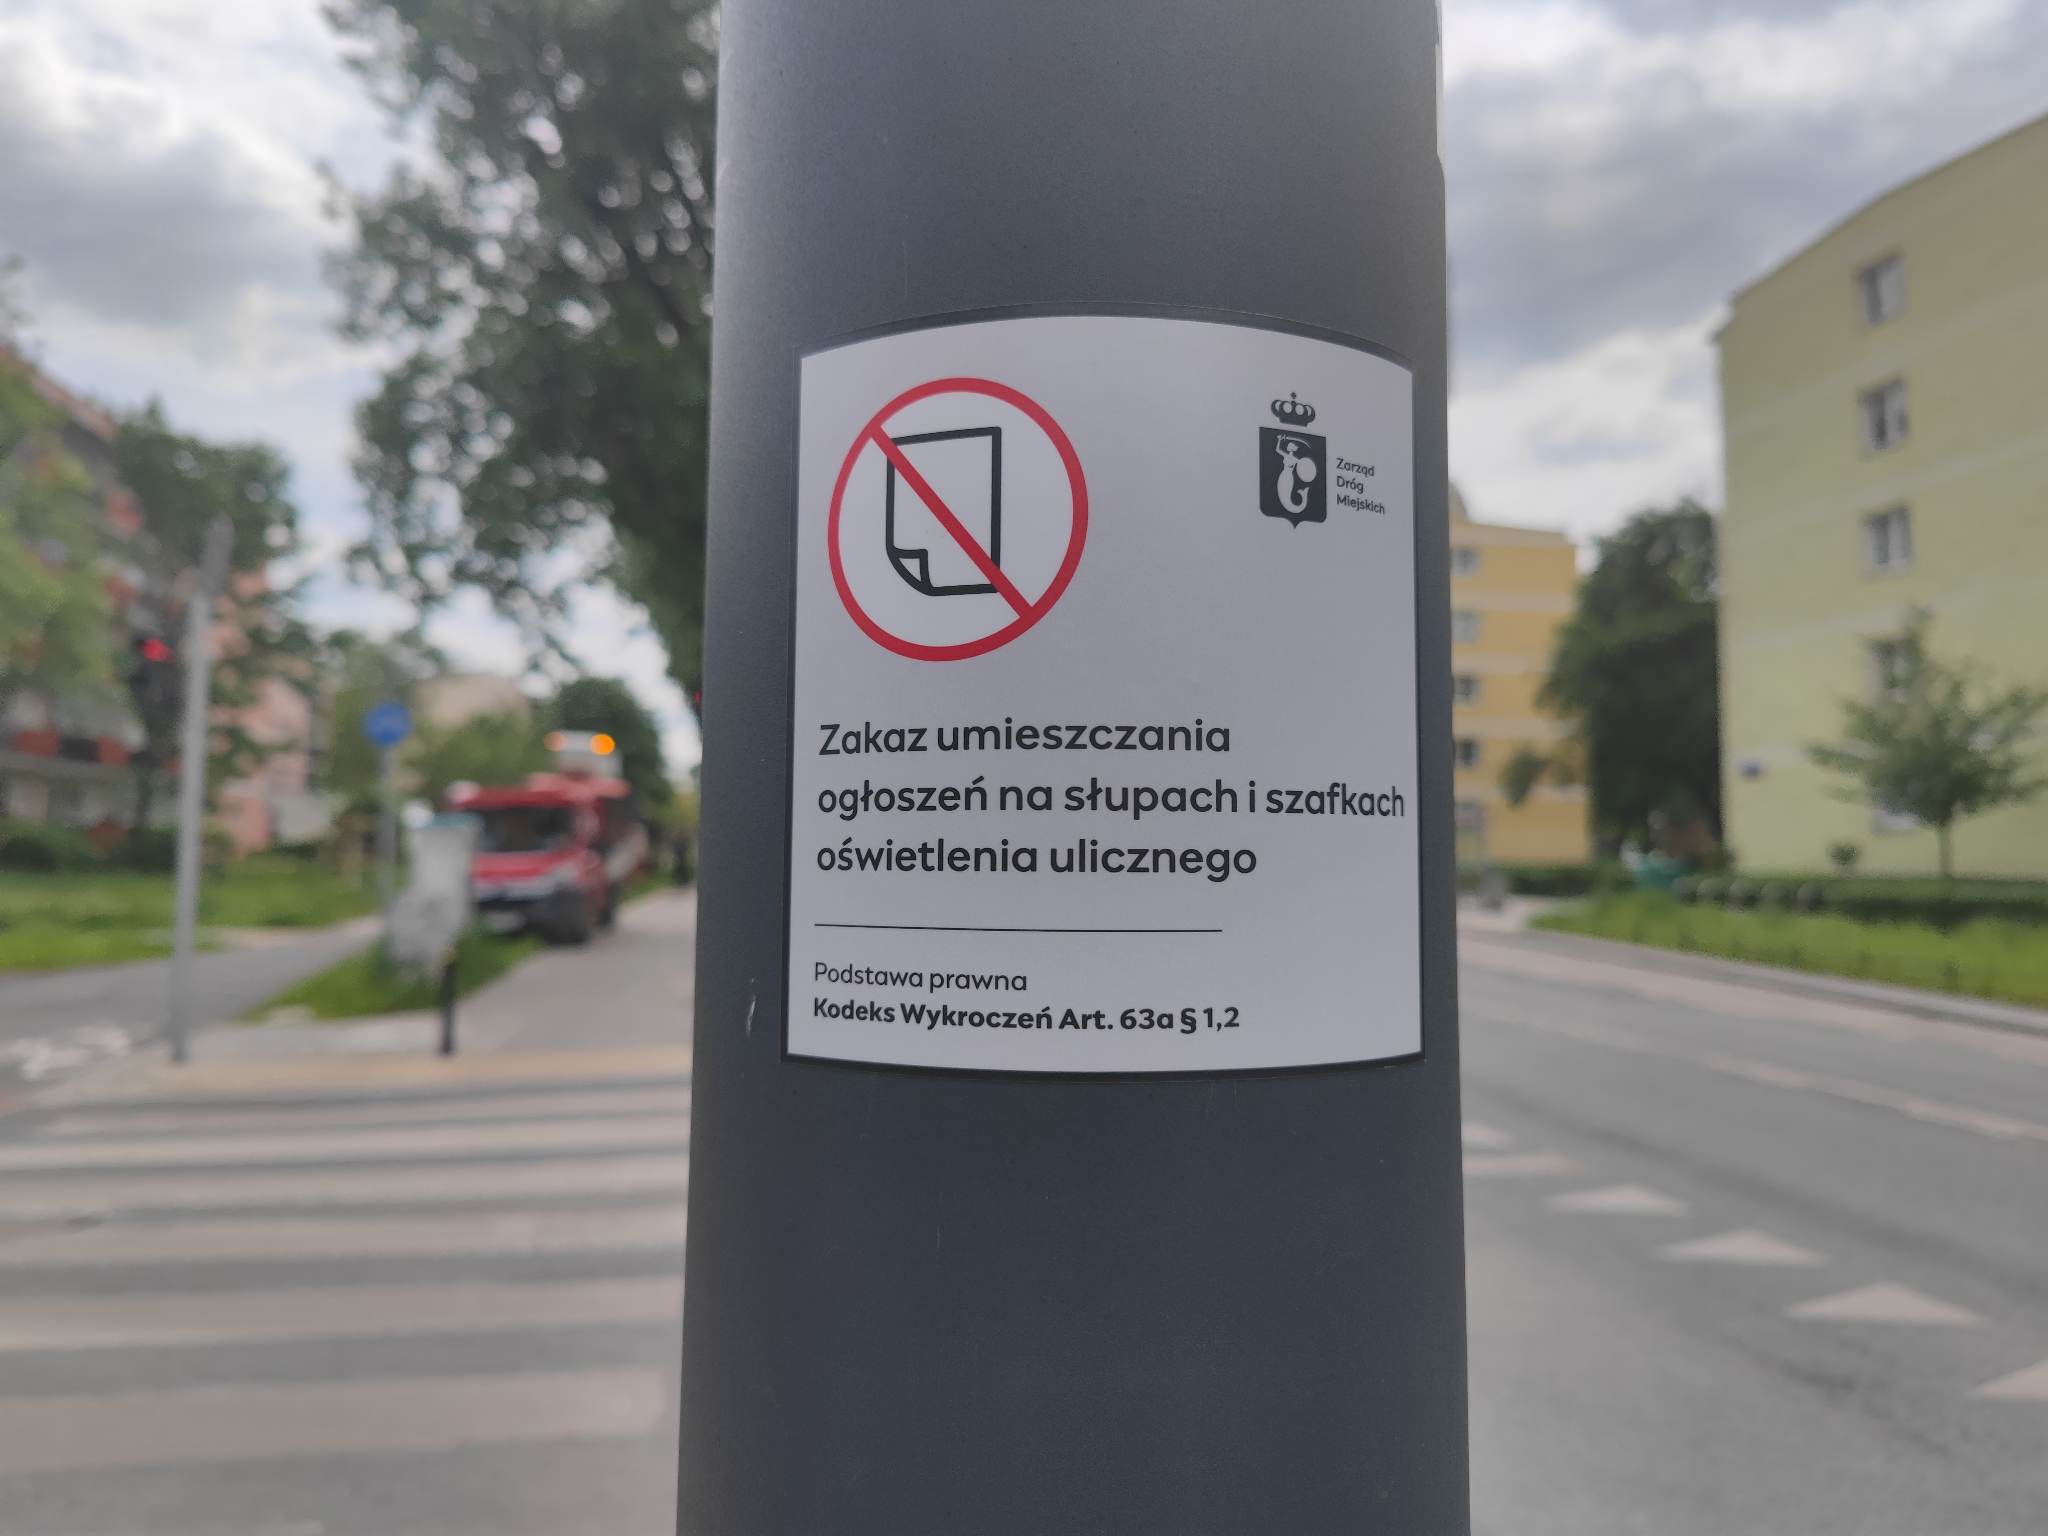 Zarząd
Dróg
Miejskich
Zakaz umieszczania
ogłoszeń na słupach i szafkach
oświetlenia ulicznego
Podstawa prawna
Kodeks Wykroczeń Art. 63a § 1,2